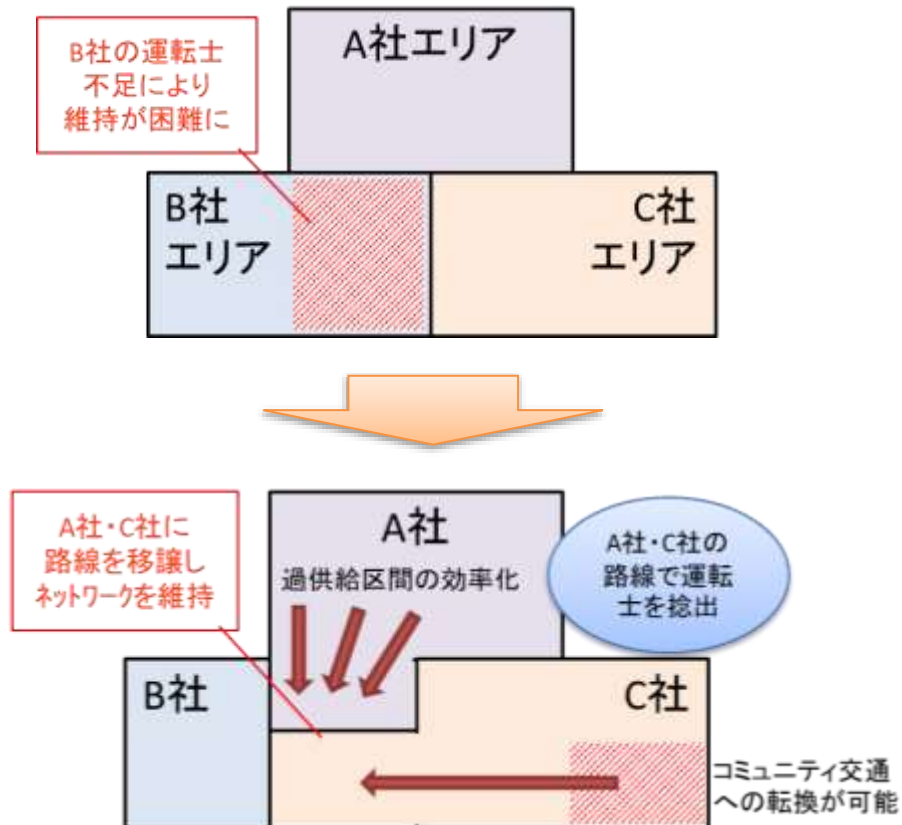 B社の運転士
不足により
維持が困難に
A社エリア
B社
エリア
C社
エリア
A社・C社に
路線を移譲し
ネットワークを維持
A社
過供給区間の効率化
A社・C社の
路線で運転
士を捻出
B社
C社
コミュニティ交通
への転換が可能